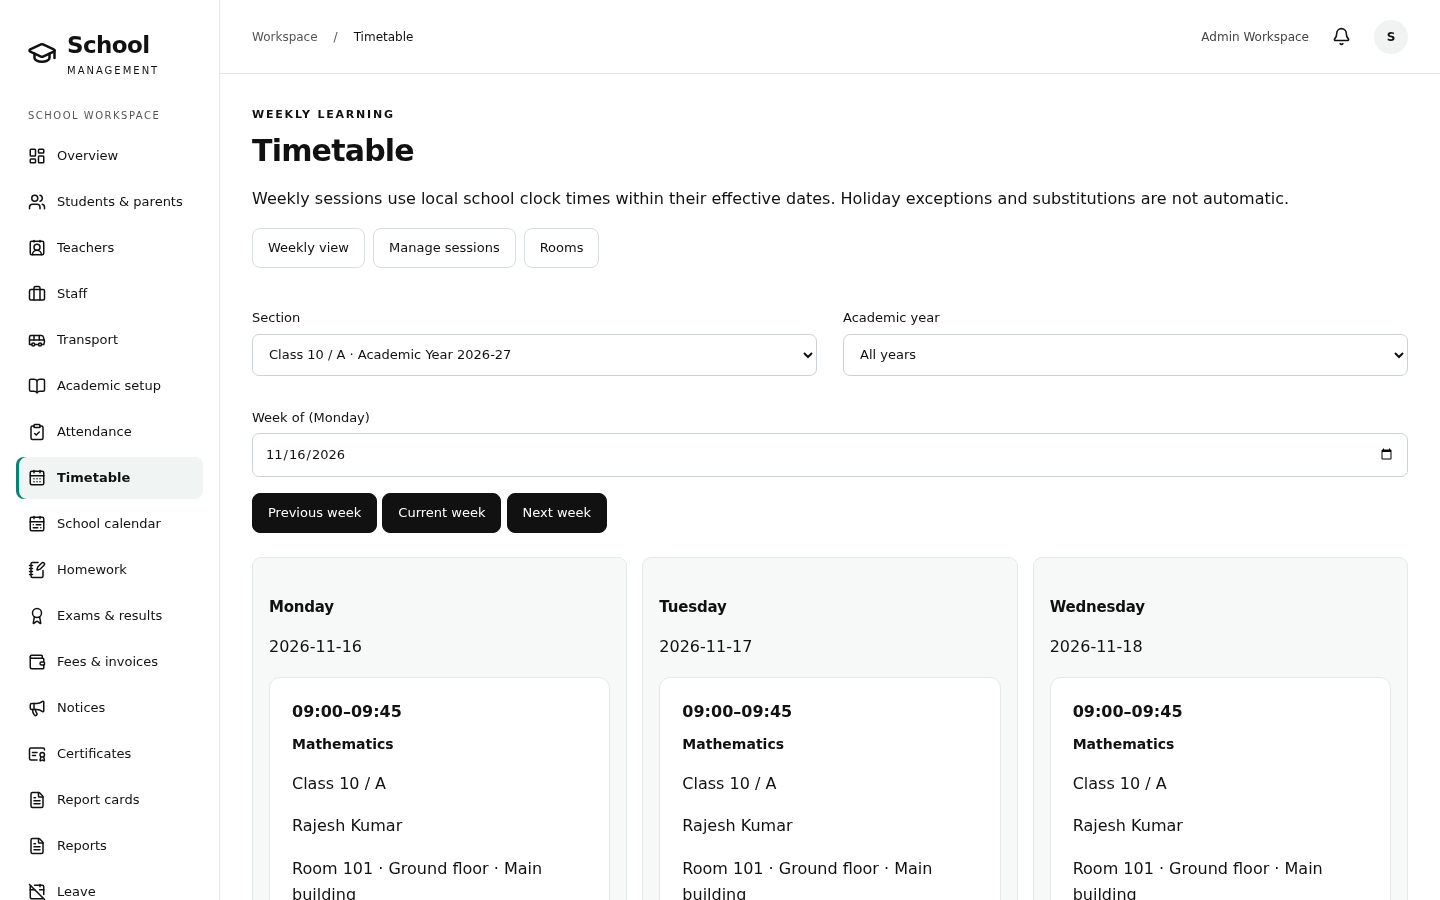 School
MANAGEMENT
SCHOOL WORKSPACE
Overview
Students & parents
Teachers
Staff
Transport
Academic setup
Attendance
Timetable
School calendar
Homework
Exams & results
Fees & invoices
Notices
Certificates
Report cards
Reports
Leave
Workspace / Timetable
Admin Workspace
S
WEEKLY LEARNING
Timetable
Weekly sessions use local school clock times within their effective dates. Holiday exceptions and substitutions are not automatic.
Weekly view
Manage sessions
Rooms
Section
Class 10 / A · Academic Year 2026-27
Academic year
All years
Week of (Monday)
11/16/2026
Previous week
Current week
Next week
Monday
2026-11-16
09:00–09:45
Mathematics
Class 10 / A
Rajesh Kumar
Room 101 · Ground floor · Main
building
Tuesday
2026-11-17
09:00–09:45
Mathematics
Class 10 / A
Rajesh Kumar
Room 101 · Ground floor · Main
building
Wednesday
2026-11-18
09:00–09:45
Mathematics
Class 10 / A
Rajesh Kumar
Room 101 · Ground floor · Main
building